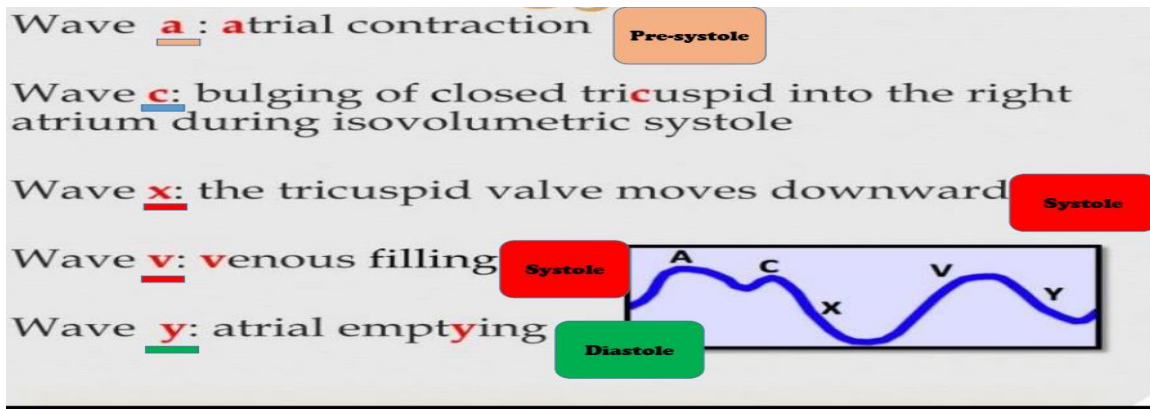 Wave a : atrial contraction Pre-systole
Wave c: bulging of closed tricuspid into the right
atrium during isovolumetric systole
Wave x: the tricuspid valve moves downward Systole
Wave v: venous filling Systole
A C V
X Y
Wave y: atrial emptying Diastole